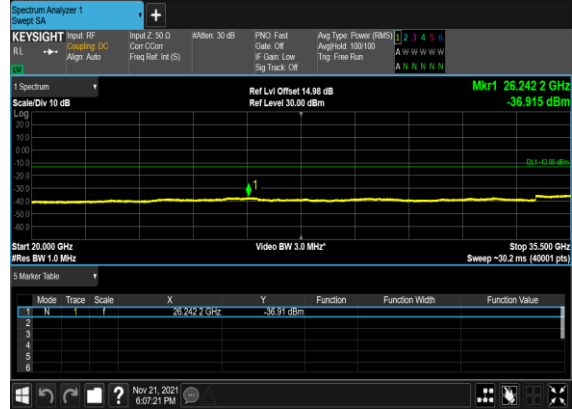 Spectrum Analyzer 1
Swept SA
+
KEYSIGHT Input: RF Input Z: 50 Ω #Atten: 30 dB PNO: Fast Avg Type: Power (RMS) 1 2 3 4 5 6
RL Coupling: DC Corr CCorr Gate: Off Avg|Hold: 100/100 A W W W W W
Align: Auto Freq Ref: Int (S) IF Gain: Low Trig: Free Run
Sig Track: Off A N N N N N
1 Spectrum Ref Lvl Offset 14.98 dB Mkr1 26.242 2 GHz
Scale/Div 10 dB Ref Level 30.00 dBm -36.915 dBm
Log
20.0
10.0
0.00
DL1 -13.00 dBm
-10.0
-20.0
1
-30.0
-40.0
-50.0
-60.0
Start 20.000 GHz Video BW 3.0 MHz* Stop 35.500 GHz
#Res BW 1.0 MHz Sweep ~30.2 ms (40001 pts)
5 Marker Table
Mode Trace Scale X Y Function Function Width Function Value
1 N 1 f 26.242 2 GHz -36.91 dBm
2
3
4
5
6
? Nov 21, 2021
6:07:21 PM